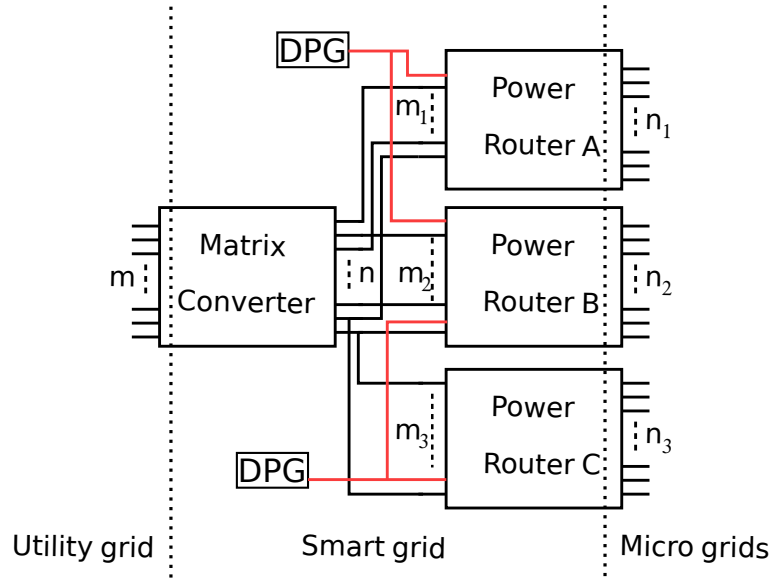 DPG
Power
Router A
m1
n1
Matrix
Converter
m
n
m2
Power
Router B
n2
Power
Router C
m3
n3
DPG
Utility grid
Smart grid
Micro grids